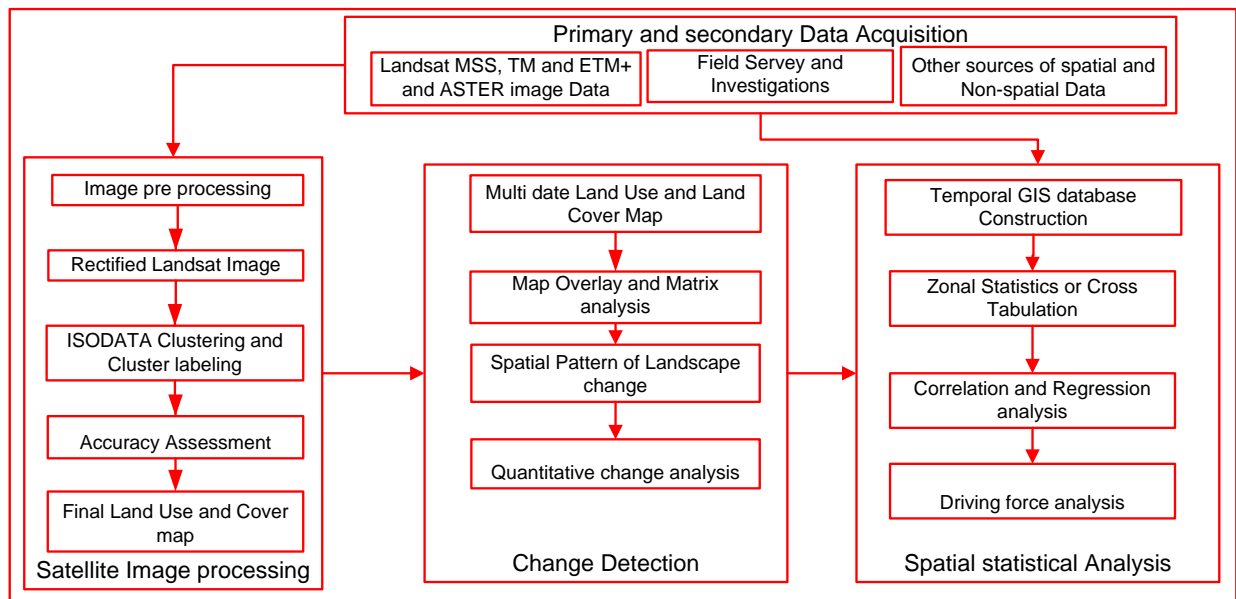 Primary and secondary Data Acquisition
Landsat MSS, TM and ETM+
and ASTER image Data
Field Servey and
Investigations
Other sources of spatial and
Non-spatial Data
Image pre processing
Rectified Landsat Image
ISODATA Clustering and
Cluster labeling
Accuracy Assessment
Final Land Use and Cover
map
Satellite Image processing
Multi date Land Use and Land
Cover Map
Map Overlay and Matrix
analysis
Spatial Pattern of Landscape
change
Quantitative change analysis
Change Detection
Temporal GIS database
Construction
Zonal Statistics or Cross
Tabulation
Correlation and Regression
analysis
Driving force analysis
Spatial statistical Analysis